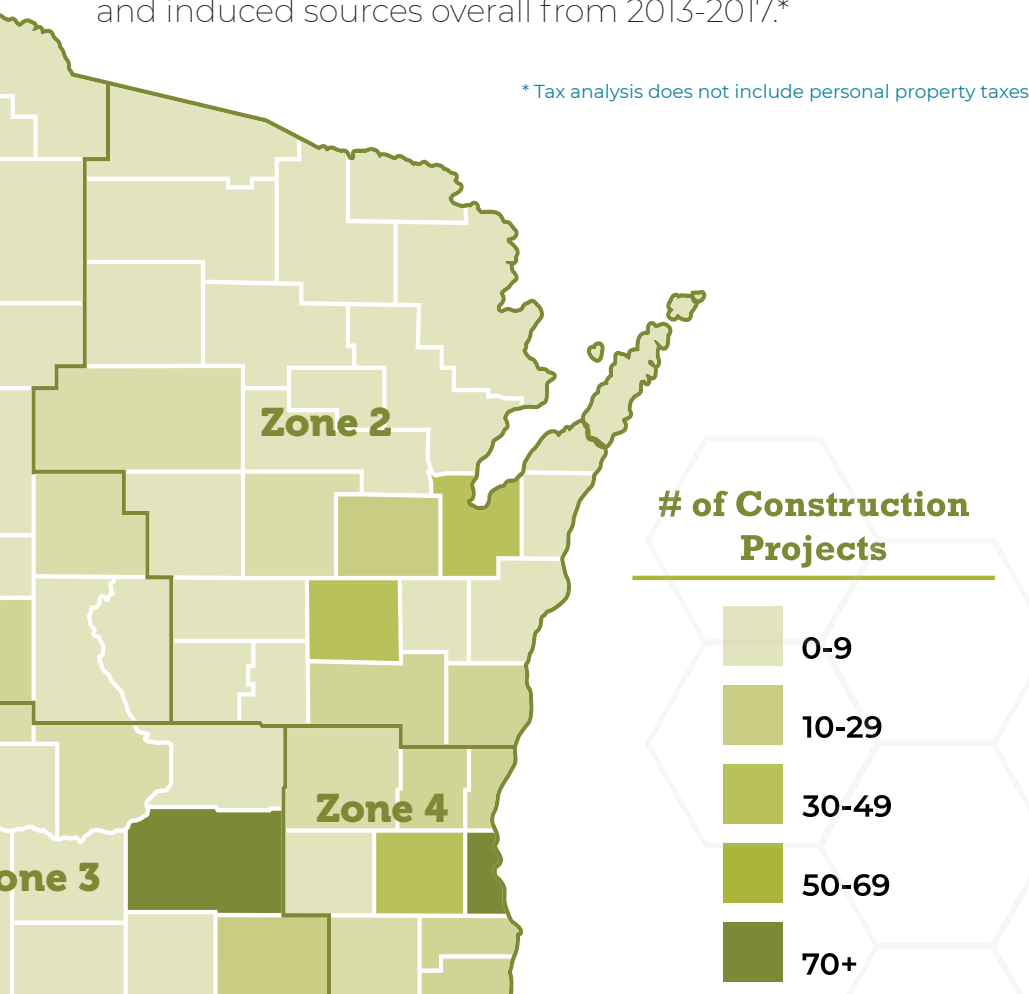 and induced sources overall from 2013-2017.*
* Tax analysis does not include personal property taxes
Zone 2
# of Construction
Projects
0-9
10-29
30-49
50-69
70+
Zone 4
one 3